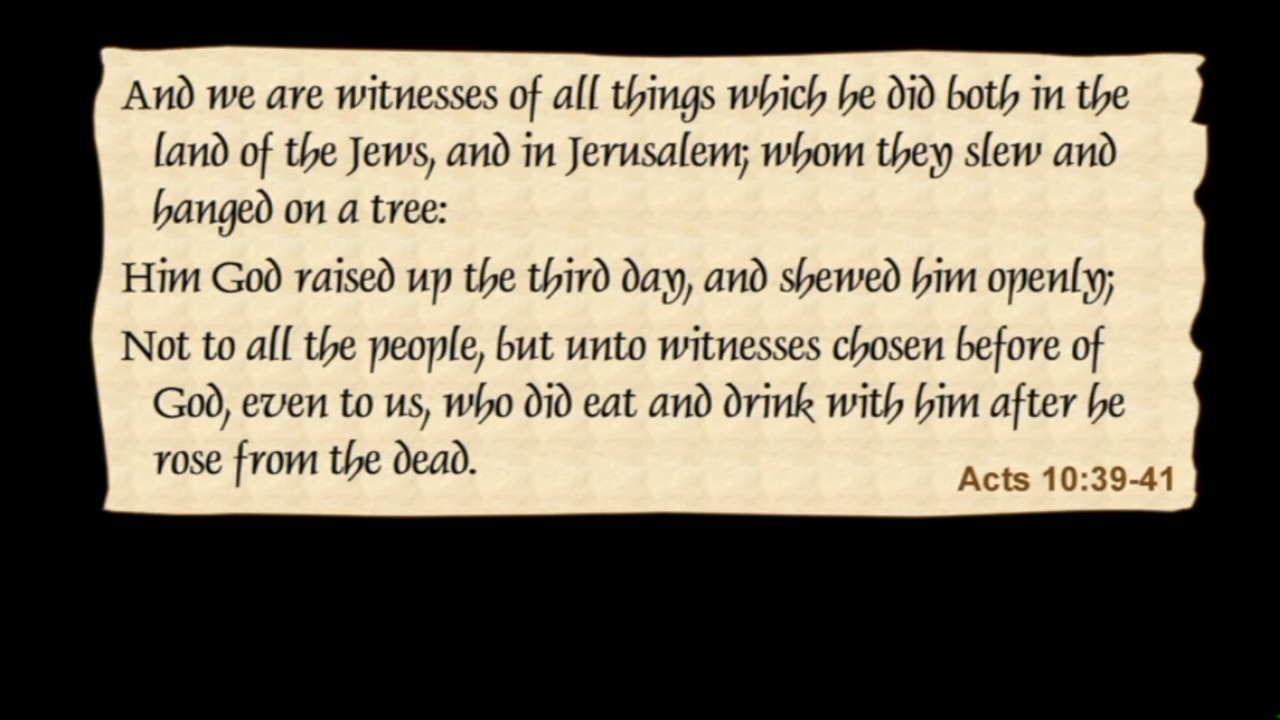 And we are witnesses of all things which he did both in the
land of the Jews, and in Jerusalem; whom they slew and
hanged on a tree:
Him God raised up the third day, and shewed him openly;
Not to all the people, but unto witnesses chosen before of
God, even to us, who did eat and drink with him after he
rose from the dead.
Acts 10:39-41